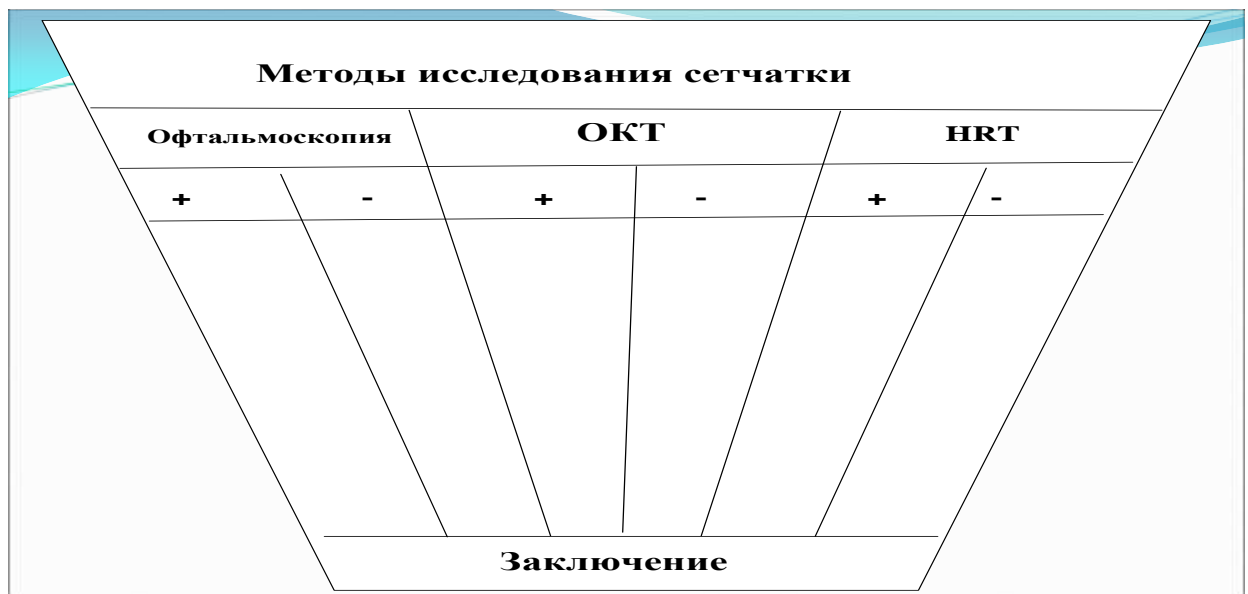 Методы исследования сетчатки
Офтальмоскопия ОКТ HRT
+ - + - + -
Заключение